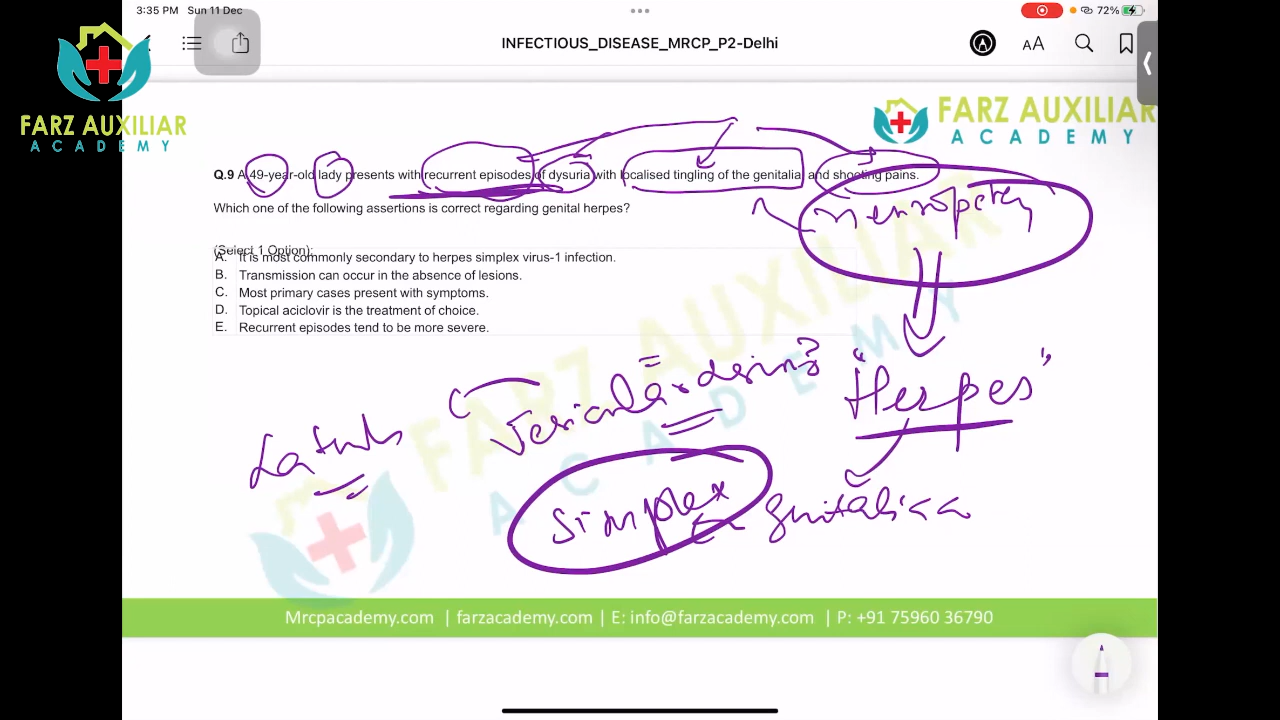 3:35 PM Sun 11 Dec
72%
INFECTIOUS_DISEASE_MRCP_P2-Delhi
AA
FARZ AUXILIAR
ACADEMY
FARZ AUXILIAR
ACADEMY
Q.9 A 49-year-old lady presents with recurrent episodes of dysuria with localised tingling of the genitalia and shooting pains.
Which one of the following assertions is correct regarding genital herpes?
(Select 1 Option):
A. It is most commonly secondary to herpes simplex virus-1 infection.
B. Transmission can occur in the absence of lesions.
C. Most primary cases present with symptoms.
D. Topical aciclovir is the treatment of choice.
E. Recurrent episodes tend to be more severe.
FARZ AUXILIAR
ACADEMY
"Herpes"
simplex
Mrcpacademy.com | farzacademy.com | E: info@farzacademy.com | P: +91 75960 36790